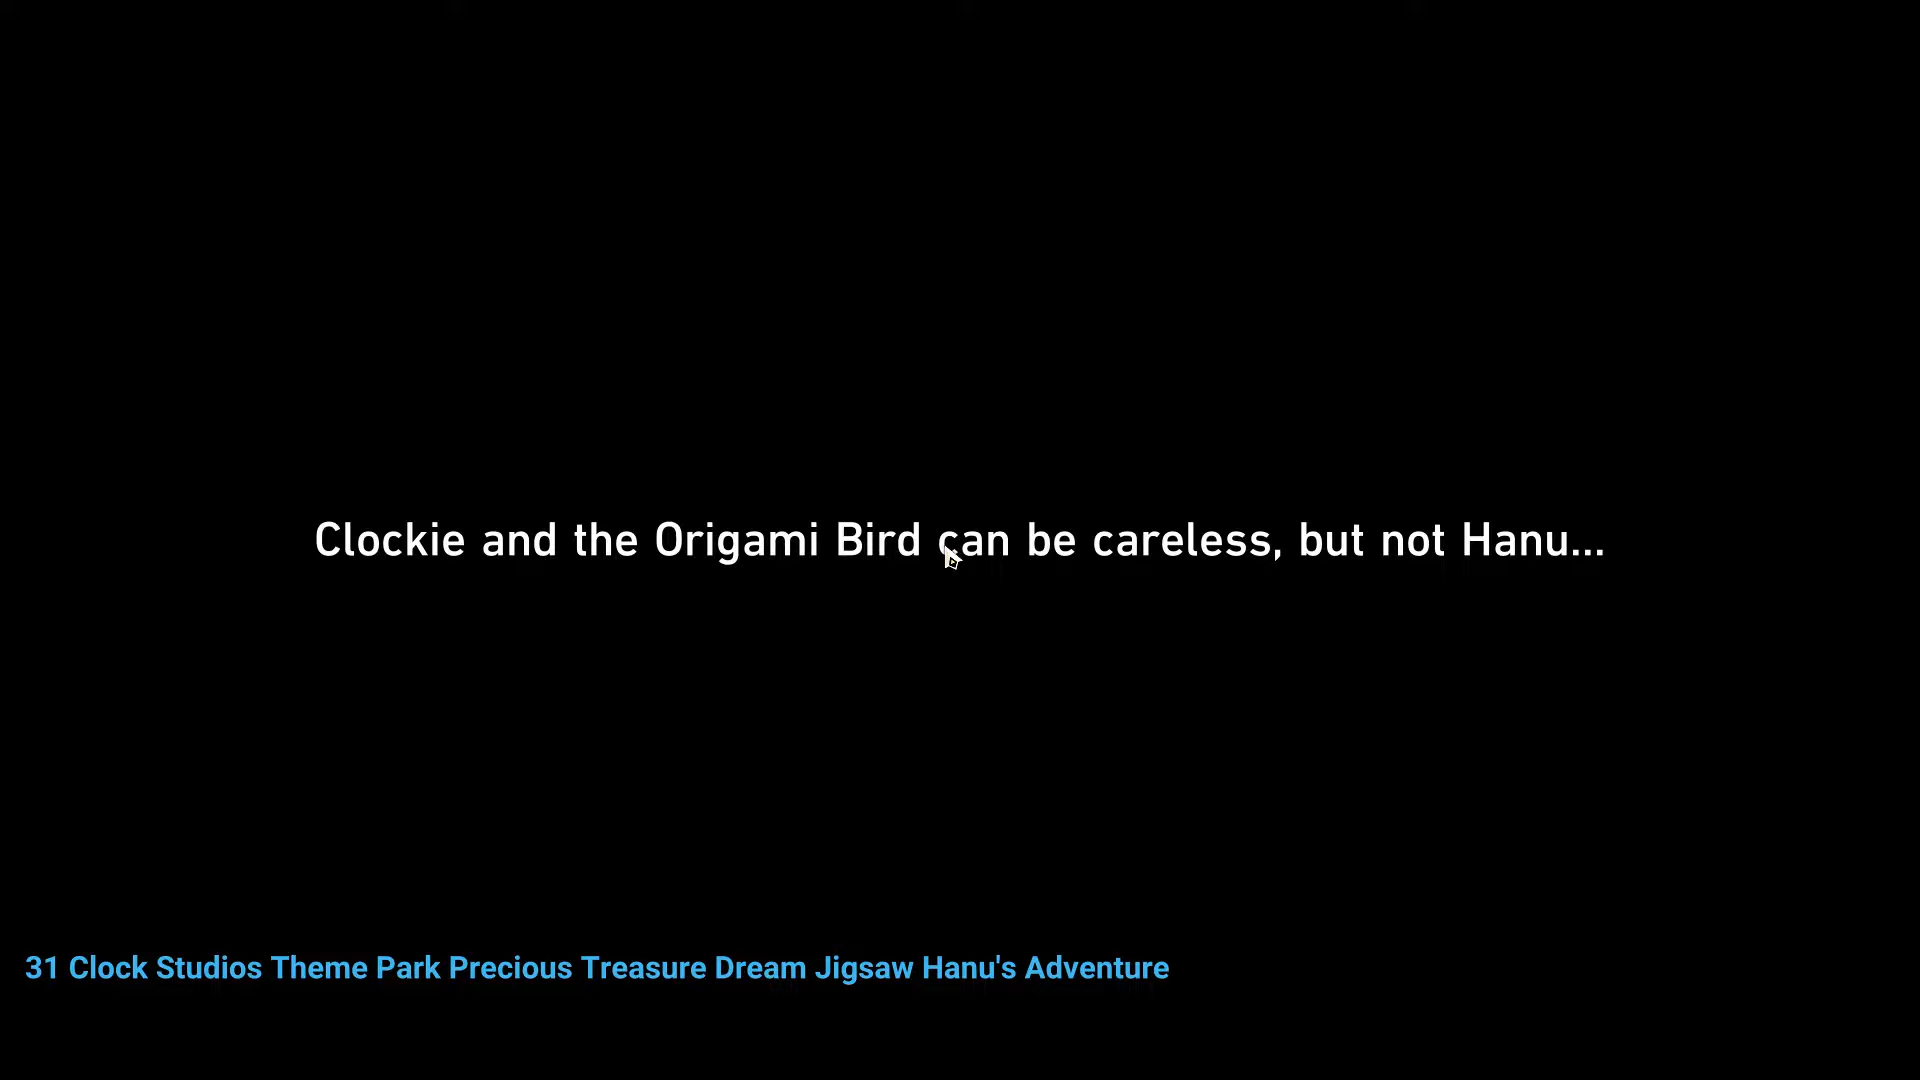 Clockie and the Origami Bird can be careless, but not Hanu...
31 Clock Studios Theme Park Precious Treasure Dream Jigsaw Hanu's Adventure